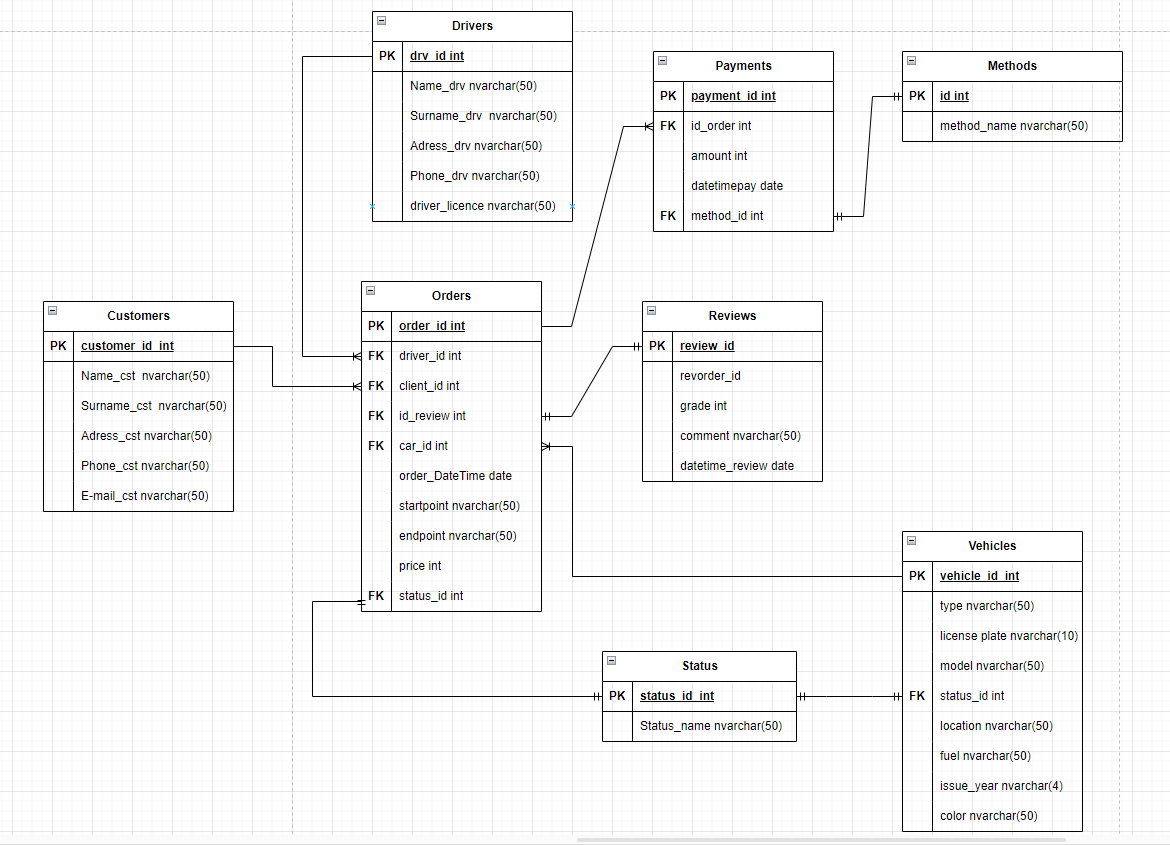 Drivers
PK drv_id int
Name_drv nvarchar(50)
Surname_drv nvarchar(50)
Adress_drv nvarchar(50)
Phone_drv nvarchar(50)
driver_licence nvarchar(50)
Payments
PK payment_id int
FK id_order int
amount int
datetimepay date
FK method_id int
Methods
PK id int
method_name nvarchar(50)
Customers
PK customer_id_int
Name_cst nvarchar(50)
Surname_cst nvarchar(50)
Adress_cst nvarchar(50)
Phone_cst nvarchar(50)
E-mail_cst nvarchar(50)
Orders
PK order_id int
FK driver_id int
FK client_id int
FK id_review int
FK car_id int
order_DateTime date
startpoint nvarchar(50)
endpoint nvarchar(50)
price int
FK status_id int
Reviews
PK review_id
revorder_id
grade int
comment nvarchar(50)
datetime_review date
Vehicles
PK vehicle_id_int
type nvarchar(50)
license plate nvarchar(10)
model nvarchar(50)
FK status_id int
location nvarchar(50)
fuel nvarchar(50)
issue_year nvarchar(4)
color nvarchar(50)
Status
PK status_id_int
Status_name nvarchar(50)